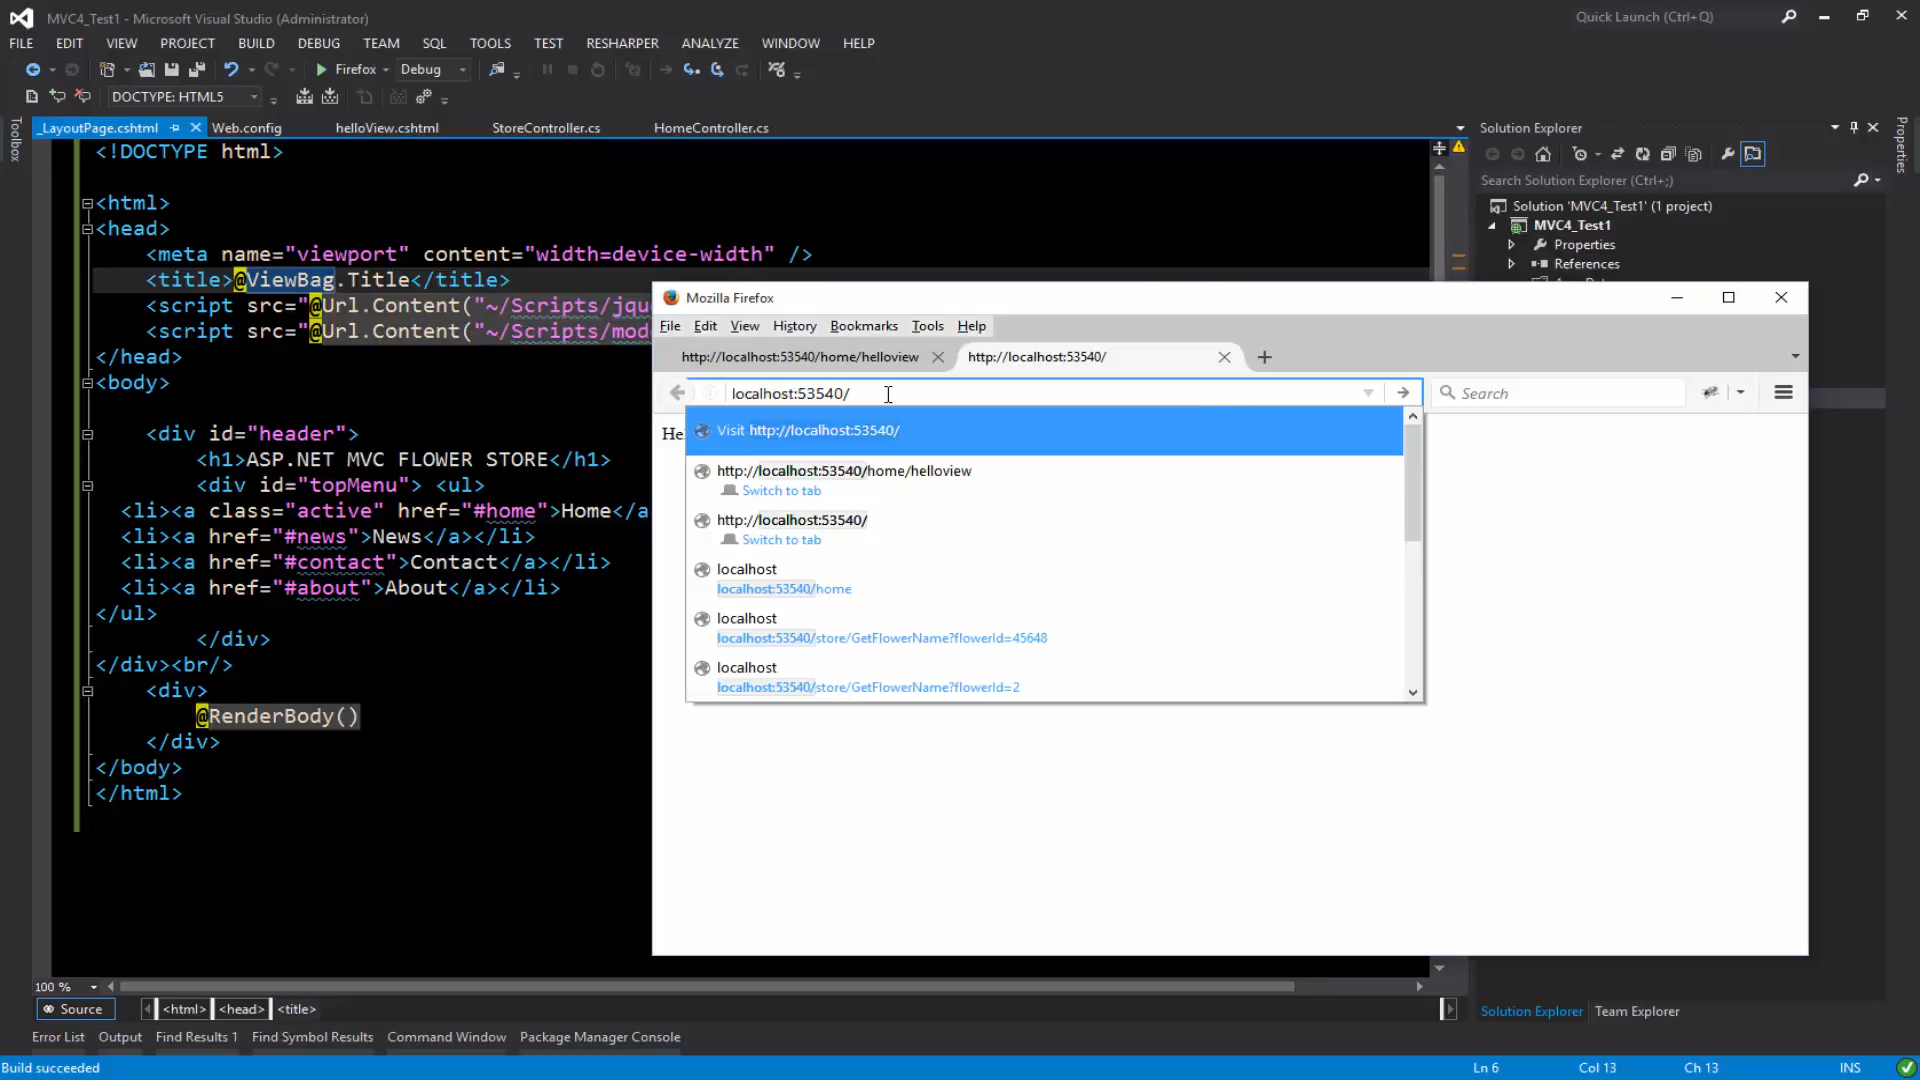 MVC4_Test1 - Microsoft Visual Studio (Administrator)
Quick Launch (Ctrl+Q)
FILE EDIT VIEW PROJECT BUILD DEBUG TEAM SQL TOOLS TEST RESHARPER ANALYZE WINDOW HELP
Firefox Debug
DOCTYPE: HTML5
Toolbox
_LayoutPage.cshtml Web.config helloView.cshtml StoreController.cs HomeController.cs
<!DOCTYPE html>
<html>
<head>
<meta name="viewport" content="width=device-width" />
<title>@ViewBag.Title</title>
<script src="@Url.Content("~/Scripts/jqu
<script src="@Url.Content("~/Scripts/mod
</head>
<body>
<div id="header">
<h1>ASP.NET MVC FLOWER STORE</h1>
<div id="topMenu"> <ul>
<li><a class="active" href="#home">Home</a
<li><a href="#news">News</a></li>
<li><a href="#contact">Contact</a></li>
<li><a href="#about">About</a></li>
</ul>
</div>
</div><br/>
<div>
@RenderBody()
</div>
</body>
</html>
Solution Explorer
Search Solution Explorer (Ctrl+;)
Solution 'MVC4_Test1' (1 project)
MVC4_Test1
Properties
References
Properties
Mozilla Firefox
File Edit View History Bookmarks Tools Help
http://localhost:53540/home/helloview http://localhost:53540/
localhost:53540/
Search
He
Visit http://localhost:53540/
http://localhost:53540/home/helloview
Switch to tab
http://localhost:53540/
Switch to tab
localhost
localhost:53540/home
localhost
localhost:53540/store/GetFlowerName?flowerId=45648
localhost
localhost:53540/store/GetFlowerName?flowerId=2
100 %
Source <html> <head> <title>
Solution Explorer Team Explorer
Error List Output Find Results 1 Find Symbol Results Command Window Package Manager Console
Build succeeded
Ln 6 Col 13 Ch 13 INS